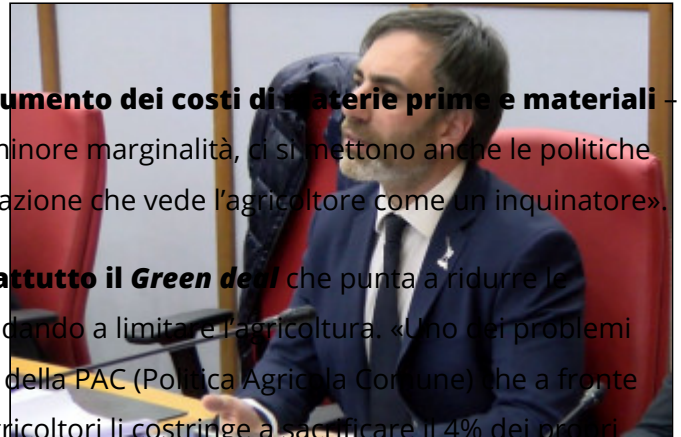 umento dei costi di materie prime e materiali –
minore marginalità, ci si mettono anche le politiche
azione che vede l'agricoltore come un inquinatore».
attutto il Green deal che punta a ridurre le
dando a limitare l'agricoltura. «Uno dei problemi
della PAC (Politica Agricola Comune) che a fronte
ricoltori li costringe a sacrificare il 4% dei propri